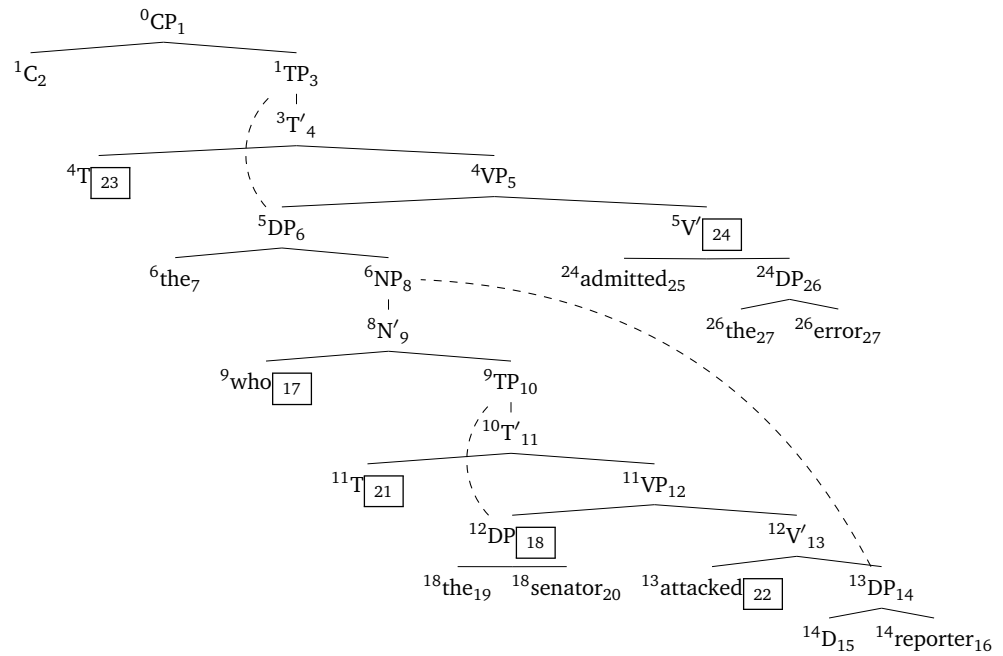 ⁰CP₁
¹C₂ ¹TP₃
³T′₄
⁴T 23 ⁴VP₅
⁵DP₆ ⁵V′ 24
⁶the₇ ⁶NP₈ ²⁴admitted₂₅ ²⁴DP₂₆
⁸N′₉ ²⁶the₂₇ ²⁶error₂₇
⁹who 17 ⁹TP₁₀
¹⁰T′₁₁
¹¹T 21 ¹¹VP₁₂
¹²DP 18 ¹²V′₁₃
¹⁸the₁₉ ¹⁸senator₂₀ ¹³attacked 22 ¹³DP₁₄
¹⁴D₁₅ ¹⁴reporter₁₆